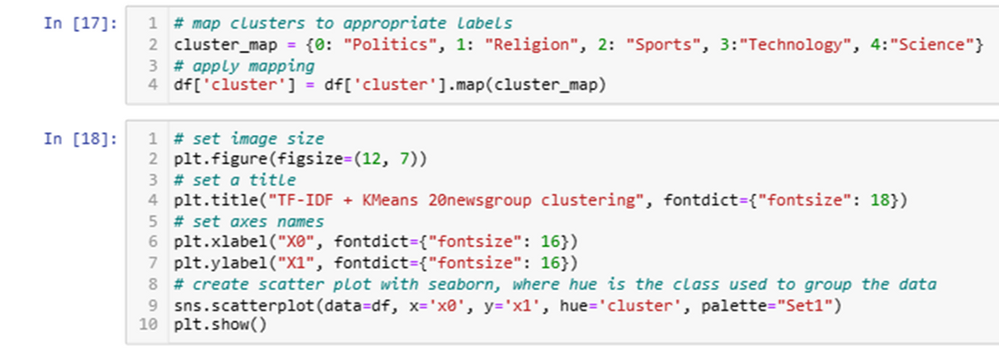 In [17]:
1 # map clusters to appropriate labels
2 cluster_map = {0: "Politics", 1: "Religion", 2: "Sports", 3:"Technology", 4:"Science"}
3 # apply mapping
4 df['cluster'] = df['cluster'].map(cluster_map)
In [18]:
1 # set image size
2 plt.figure(figsize=(12, 7))
3 # set a title
4 plt.title("TF-IDF + KMeans 20newsgroup clustering", fontdict={"fontsize": 18})
5 # set axes names
6 plt.xlabel("X0", fontdict={"fontsize": 16})
7 plt.ylabel("X1", fontdict={"fontsize": 16})
8 # create scatter plot with seaborn, where hue is the class used to group the data
9 sns.scatterplot(data=df, x='x0', y='x1', hue='cluster', palette="Set1")
10 plt.show()